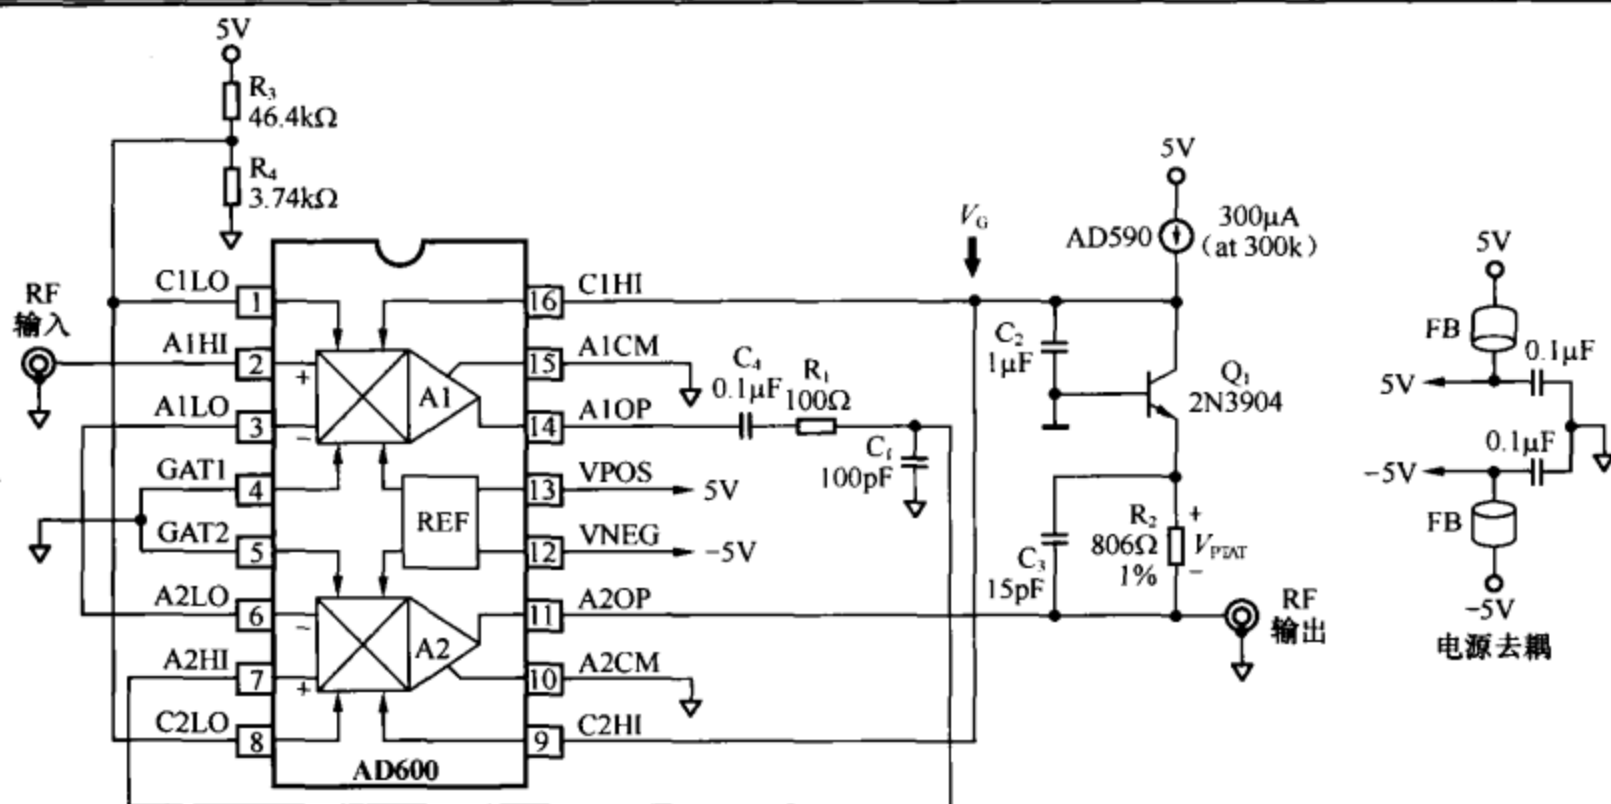 5V
R₃
46.4kΩ
R₄
3.74kΩ
RF
输入
C1LO
1
A1HI
2
A1LO
3
GAT1
4
GAT2
5
A2LO
6
A2HI
7
C2LO
8
+
−
A1
REF
−
+
A2
AD600
16
C1HI
15
A1CM
14
A1OP
13
VPOS
5V
12
VNEG
−5V
11
A2OP
10
A2CM
9
C2HI
C₄
0.1μF
R₁
100Ω
C₁
100pF
V_G
C₂
1μF
5V
AD590
300μA
(at 300k)
Q₁
2N3904
C₃
15pF
R₂
806Ω
1%
+
V_PTAT
−
RF
输出
5V
FB
0.1μF
5V
0.1μF
−5V
FB
−5V
电源去耦